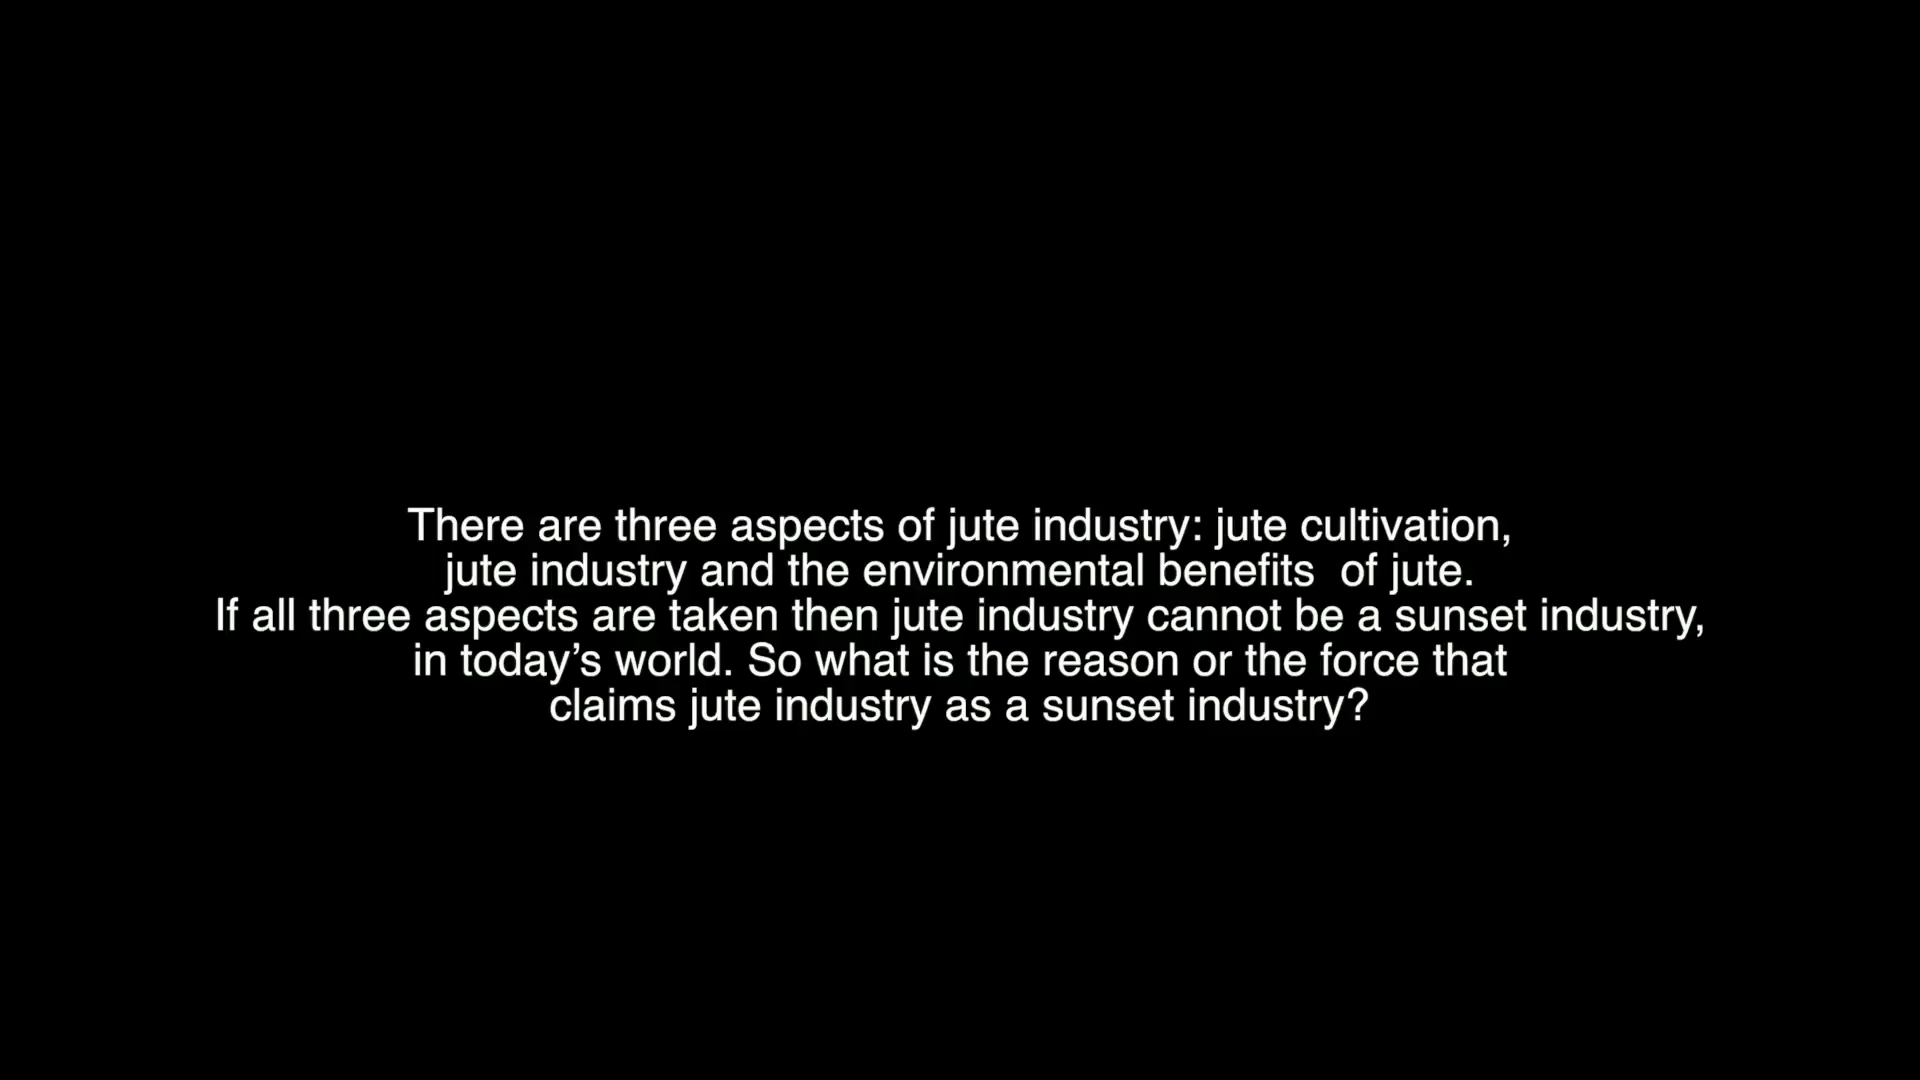 There are three aspects of jute industry: jute cultivation,
jute industry and the environmental benefits  of jute.
If all three aspects are taken then jute industry cannot be a sunset industry,
in today’s world. So what is the reason or the force that
claims jute industry as a sunset industry?